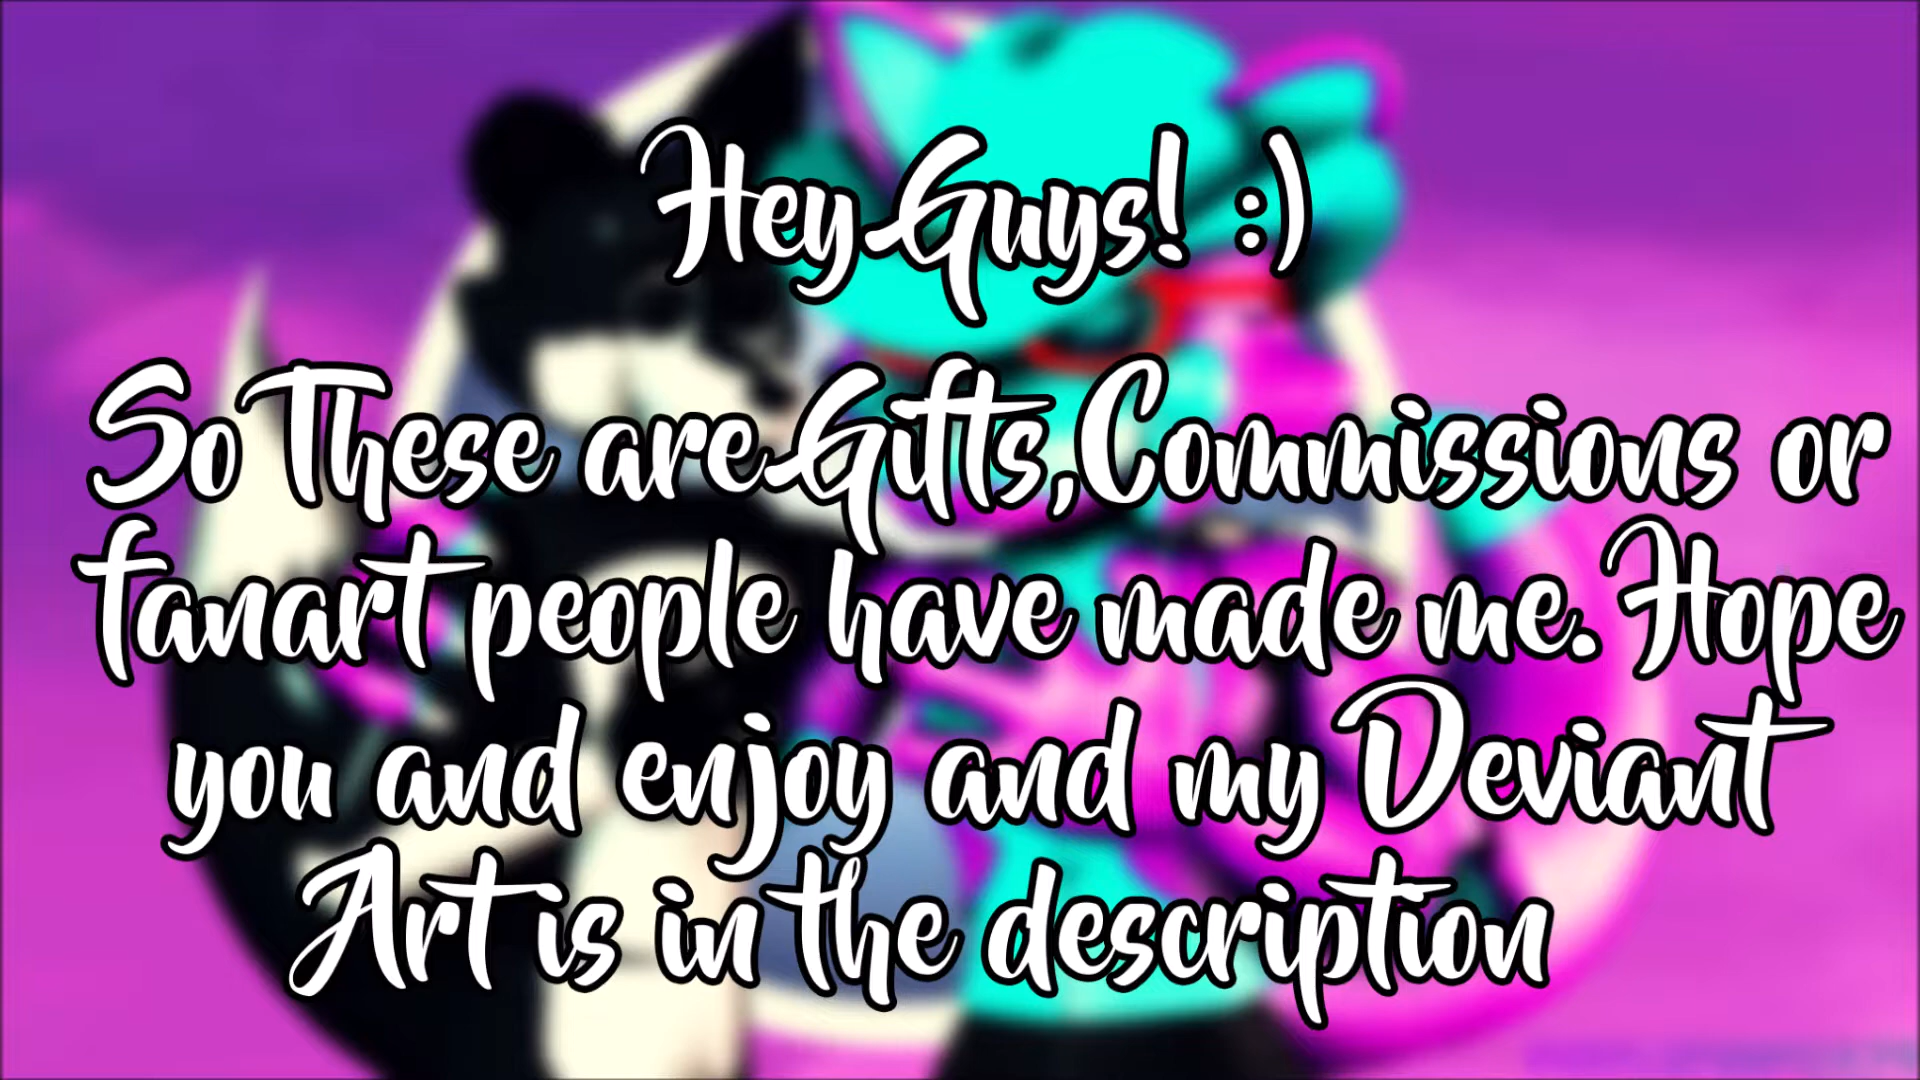 Hey Guys! :)
So These are Gifts,Commissions or
fanart people have made me. Hope
you and enjoy and my Deviant
Art is in the description